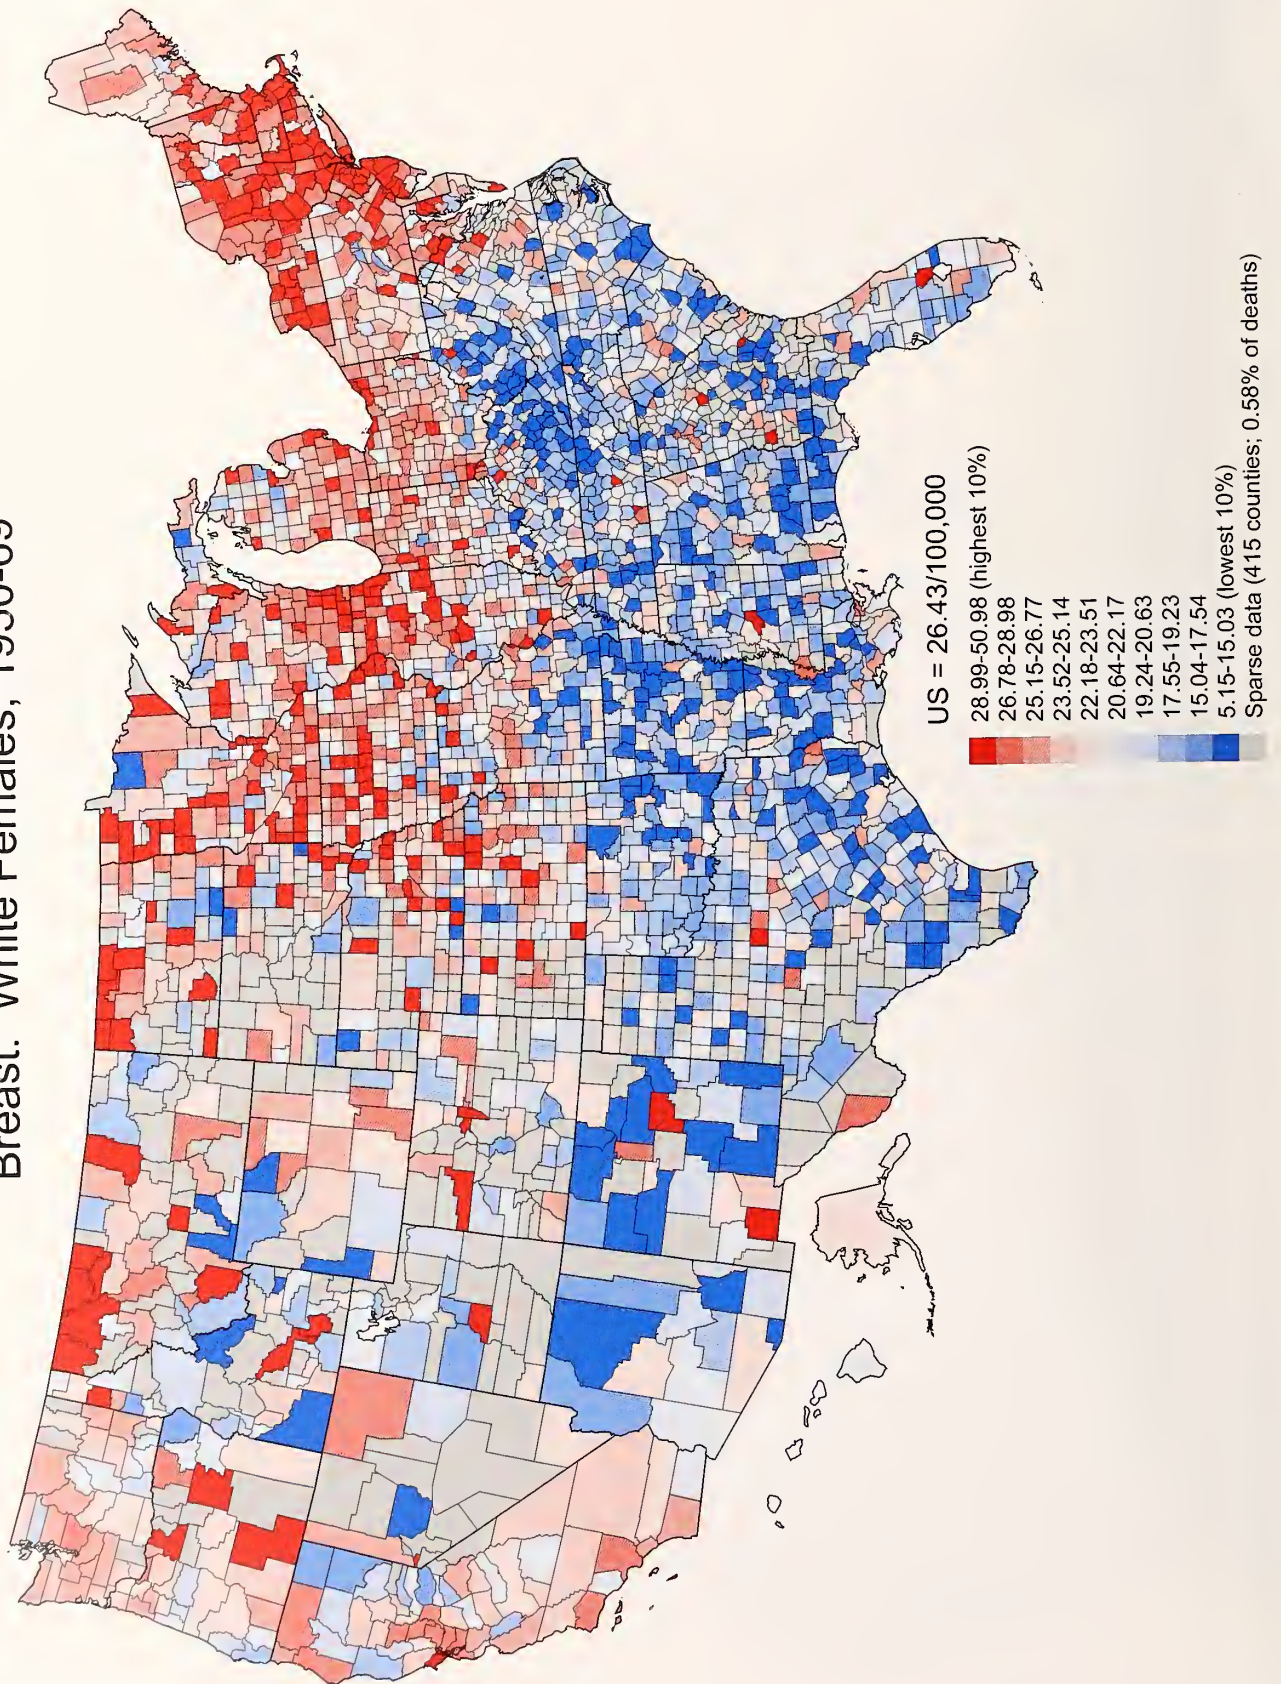 Breast: White Females, 1950-69
US = 26.43/100,000
28.99-50.98 (highest 10%)
26.78-28.98
25.15-26.77
23.52-25.14
22.18-23.51
20.64-22.17
19.24-20.63
17.55-19.23
15.04-17.54
5.15-15.03 (lowest 10%)
Sparse data (415 counties; 0.58% of deaths)